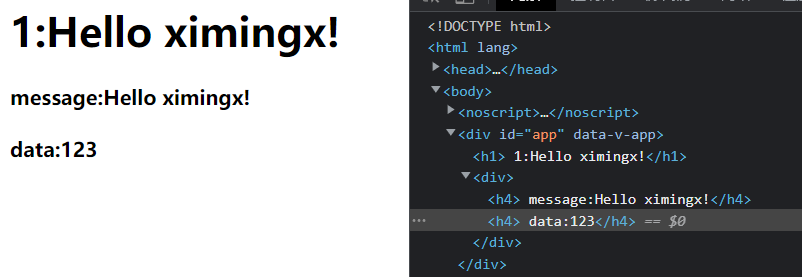 1:Hello ximingx!
message:Hello ximingx!
data:123
<!DOCTYPE html>
<html lang>
<head>…</head>
<body>
<noscript>…</noscript>
<div id="app" data-v-app>
<h1> 1:Hello ximingx!</h1>
<div>
<h4> message:Hello ximingx!</h4>
<h4> data:123</h4> == $0
</div>
</div>